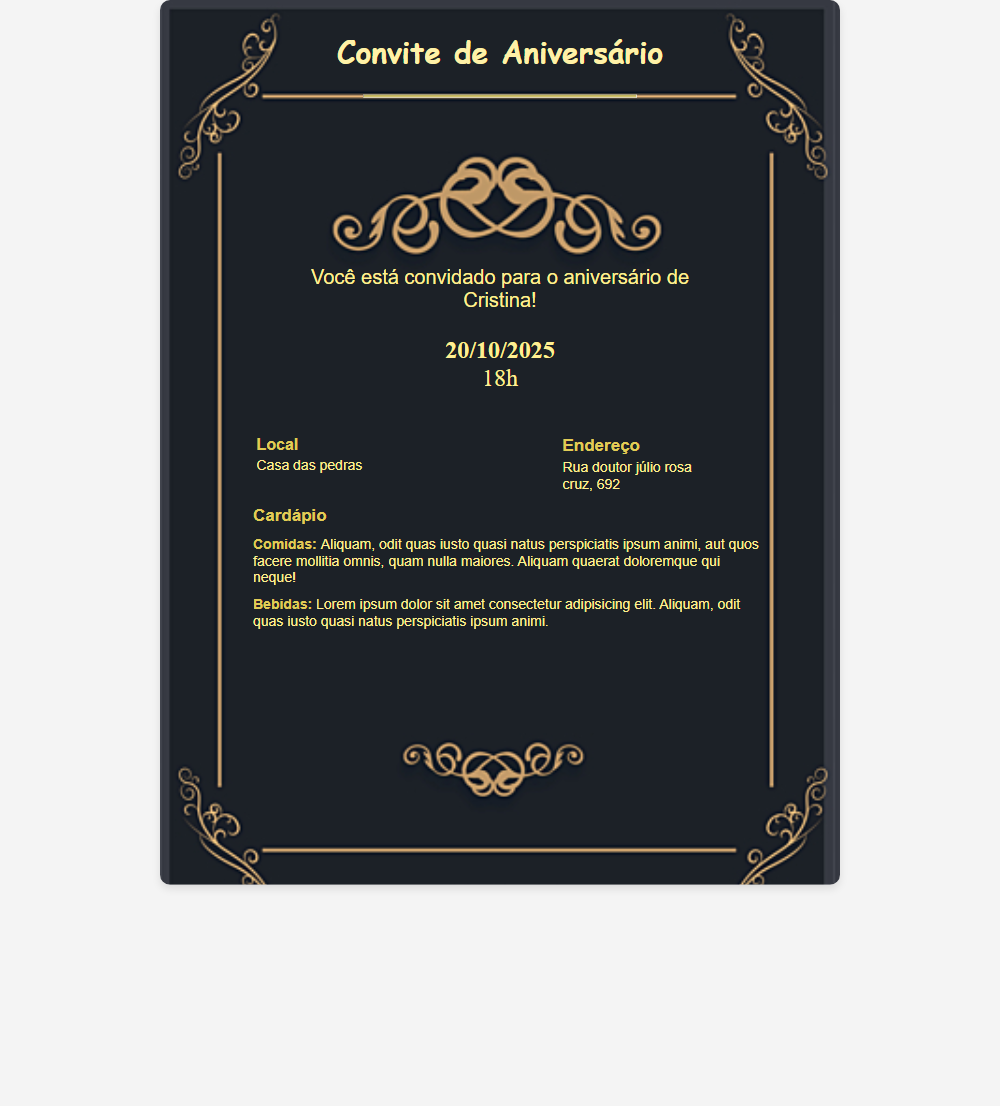 Convite de Aniversário
Você está convidado para o aniversário de
Cristina!
20/10/2025
18h
Local
Casa das pedras
Endereço
Rua doutor júlio rosa
cruz, 692
Cardápio
Comidas: Aliquam, odit quas iusto quasi natus perspiciatis ipsum animi, aut quos
facere mollitia omnis, quam nulla maiores. Aliquam quaerat doloremque qui
neque!
Bebidas: Lorem ipsum dolor sit amet consectetur adipisicing elit. Aliquam, odit
quas iusto quasi natus perspiciatis ipsum animi.